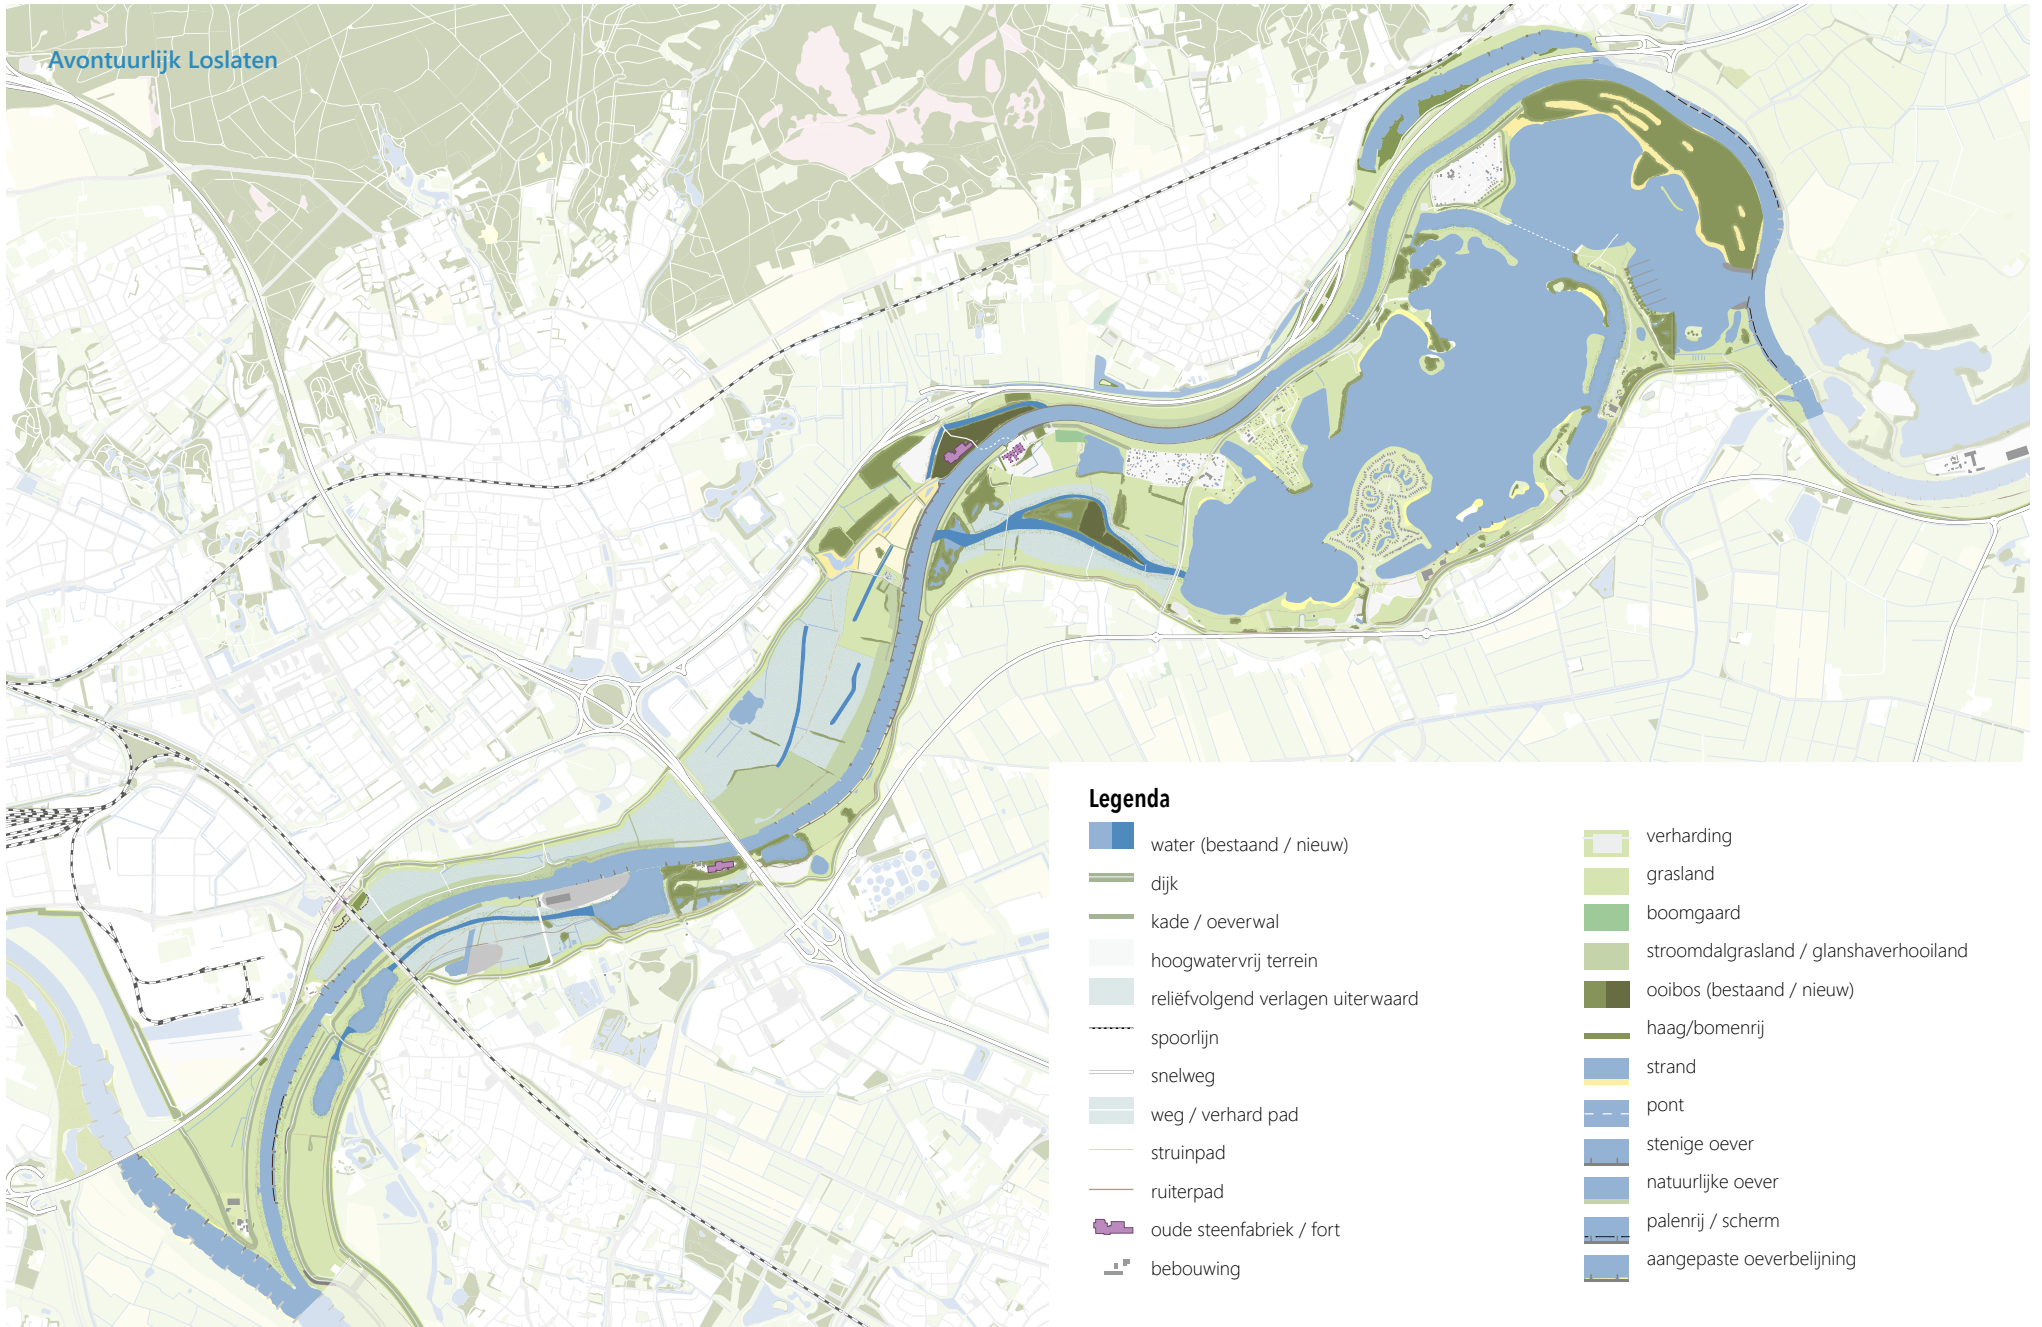 Avontuurlijk Loslaten
Legenda
water (bestaand / nieuw)
dijk
kade / oeverwal
hoogwatervrij terrein
reliëfvolgend verlagen uiterwaard
spoorlijn
snelweg
weg / verhard pad
struinpad
ruiterpad
oude steenfabriek / fort
bebouwing
verharding
grasland
boomgaard
stroomdalgrasland / glanshaverhooiland
ooibos (bestaand / nieuw)
haag/bomenrij
strand
pont
stenige oever
natuurlijke oever
palenrij / scherm
aangepaste oeverbelijning